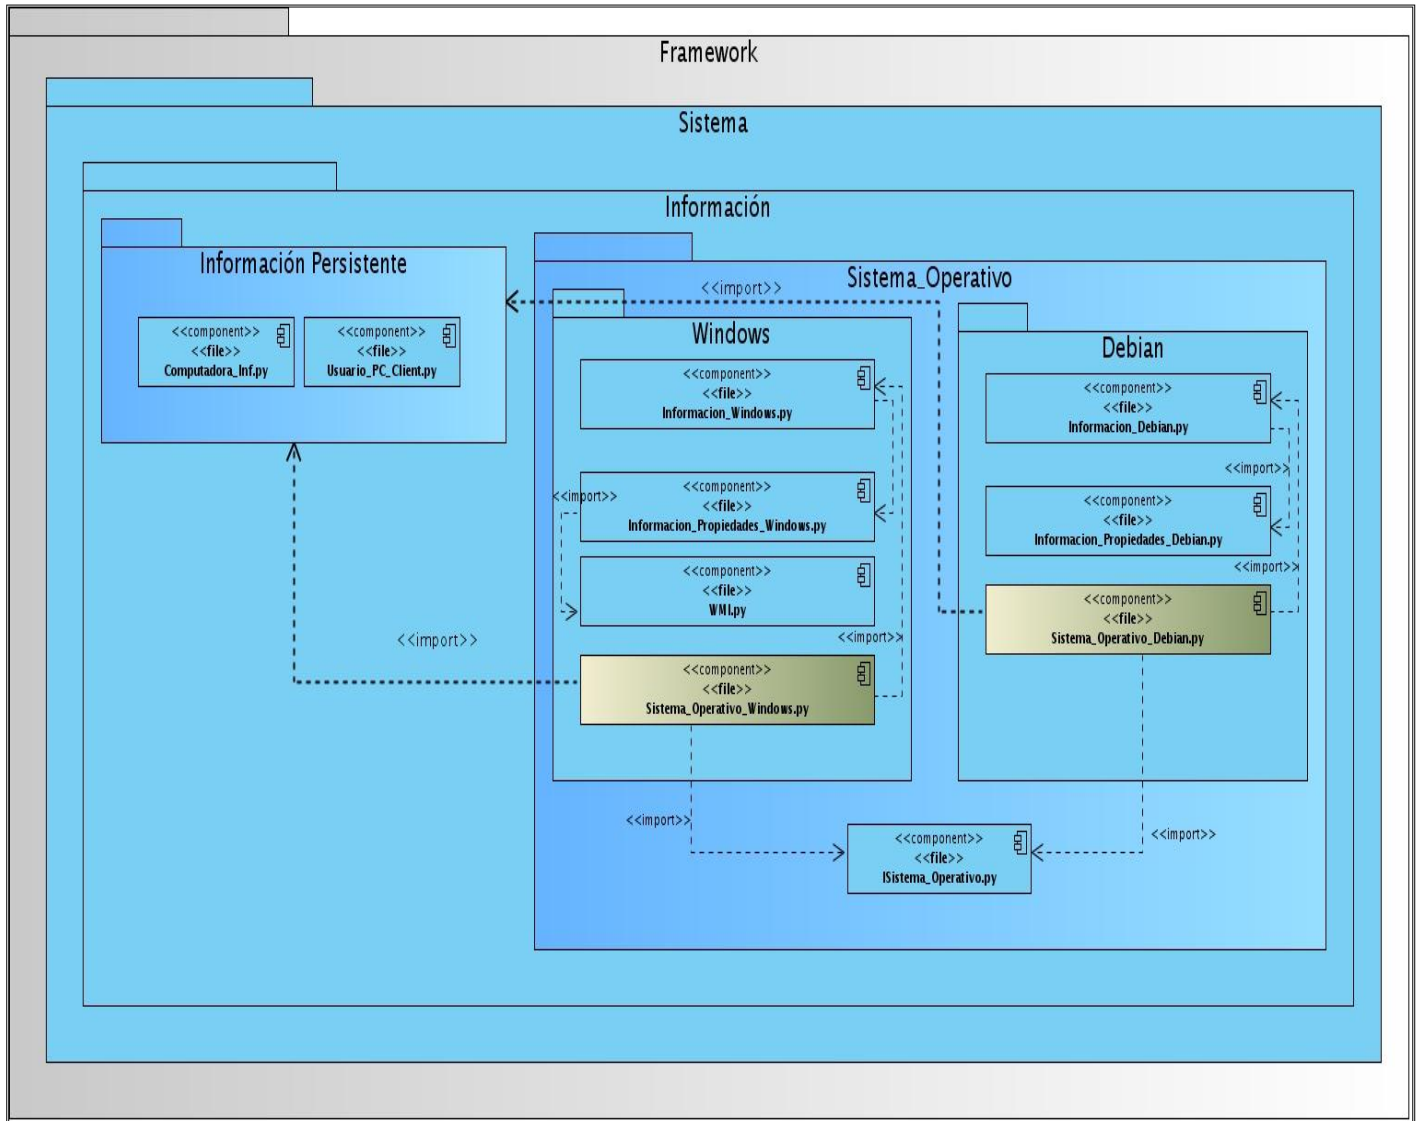 Framework
Sistema
Información
Información Persistente
<<component>>
<<file>>
Computadora_Inf.py
<<component>>
<<file>>
Usuario_PC_Client.py
<<import>>
Sistema_Operativo
<<import>>
Windows
<<component>>
<<file>>
Informacion_Windows.py
<<import>>
<<component>>
<<file>>
Informacion_Propiedades_Windows.py
<<component>>
<<file>>
WMI.py
<<import>>
<<component>>
<<file>>
Sistema_Operativo_Windows.py
Debian
<<component>>
<<file>>
Informacion_Debian.py
<<import>>
<<component>>
<<file>>
Informacion_Propiedades_Debian.py
<<import>>
<<component>>
<<file>>
Sistema_Operativo_Debian.py
<<import>>
<<component>>
<<file>>
ISistema_Operativo.py
<<import>>